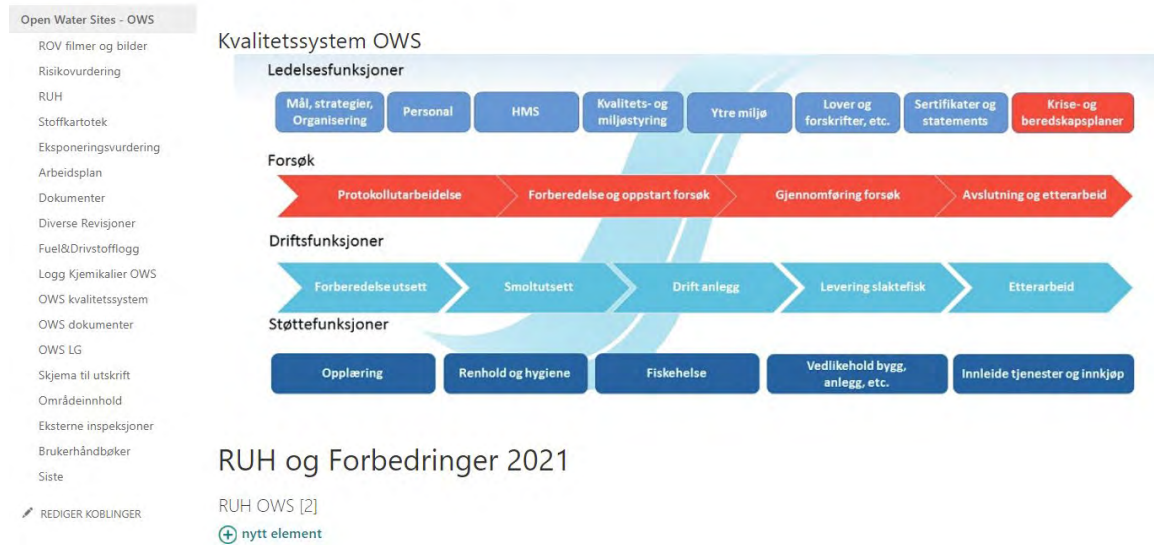 Open Water Sites - OWS
ROV filmer og bilder
Risikovurdering
RUH
Stoffkartotek
Eksponeringsvurdering
Arbeidsplan
Dokumenter
Diverse Revisjoner
Fuel&Drivstofflogg
Logg Kjemikalier OWS
OWS kvalitetssystem
OWS dokumenter
OWS LG
Skjema til utskrift
Områdeinnhold
Eksterne inspeksjoner
Brukerhåndbøker
Siste
REDIGER KOBLINGER
Kvalitetssystem OWS
Ledelsesfunksjoner
Mål, strategier,
Organisering
Personal
HMS
Kvalitets- og
miljøstyring
Ytre miljø
Lover og
forskrifter, etc.
Sertifikater og
statements
Krise- og
beredskapsplaner
Forsøk
Protokollutarbeidelse
Forberedelse og oppstart forsøk
Gjennomføring forsøk
Avslutning og etterarbeid
Driftsfunksjoner
Forberedelse utsett
Smoltutsett
Drift anlegg
Levering slaktefisk
Etterarbeid
Støttefunksjoner
Opplæring
Renhold og hygiene
Fiskehelse
Vedlikehold bygg,
anlegg, etc.
Innleide tjenester og innkjøp
RUH og Forbedringer 2021
RUH OWS [2]
nytt element